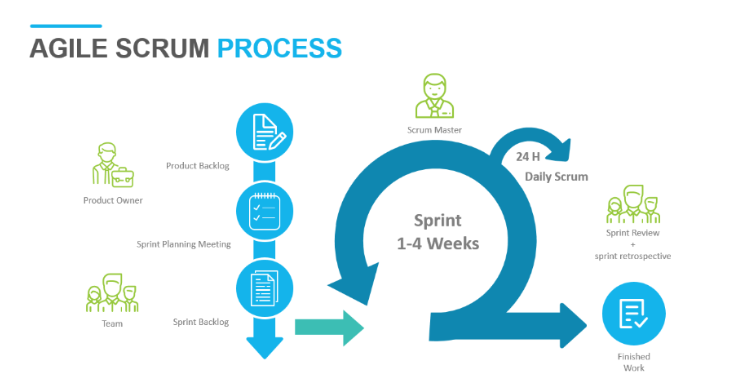 AGILE SCRUM PROCESS
Scrum Master
24 H
Daily Scrum
Product Backlog
Product Owner
Sprint
1-4 Weeks
Sprint Planning Meeting
Sprint Review
+
sprint retrospective
Team
Sprint Backlog
Finished
Work